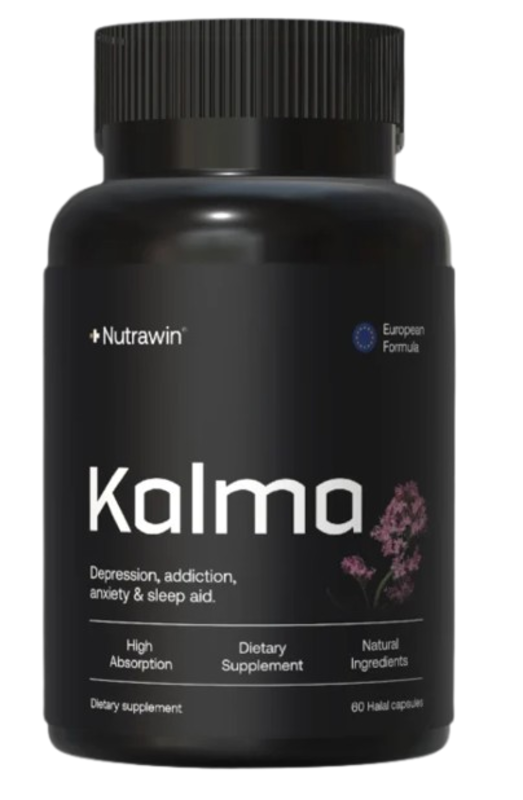 Nutrawin®
European
Formula
Kalma
Depression, addiction,
anxiety & sleep aid.
High
Absorption
Dietary
Supplement
Natural
Ingredients
Dietary supplement
60 Halal capsules